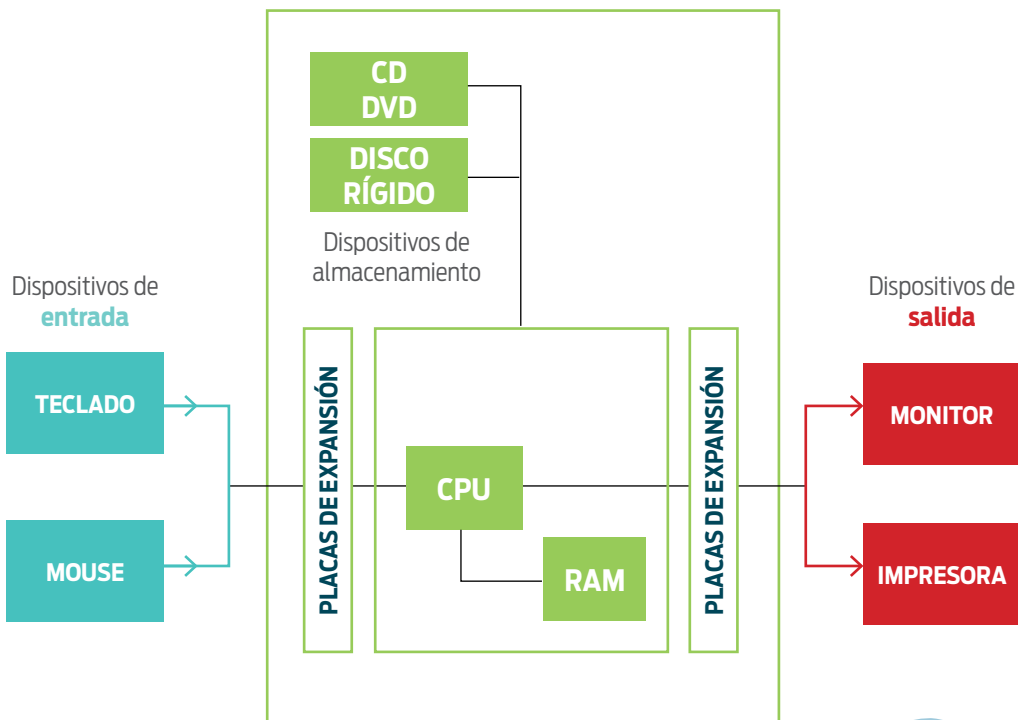 CD
DVD
DISCO
RÍGIDO
Dispositivos de
almacenamiento
Dispositivos de
entrada
TECLADO
MOUSE
PLACAS DE EXPANSIÓN
CPU
RAM
PLACAS DE EXPANSIÓN
Dispositivos de
salida
MONITOR
IMPRESORA